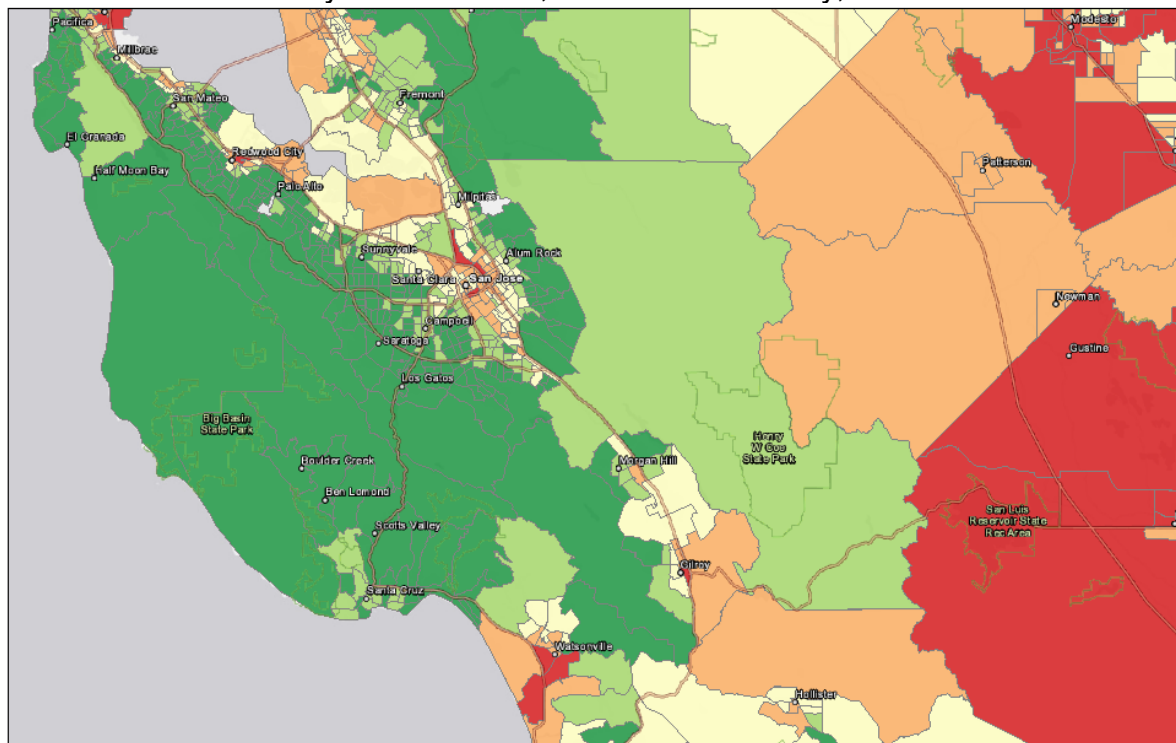 Pacifica
Modesto
Millbrae
San Mateo
Fremont
El Granada
Redwood City
Half Moon Bay
Patterson
Palo Alto
Milpitas
Sunnyvale
Alum Rock
Santa Clara
San Jose
Newman
Campbell
Saratoga
Gustine
Los Gatos
Big Basin
State Park
Henry
W Coe
State Park
Boulder Creek
Morgan Hill
Ben Lomond
San Luis
Reservoir State
Rec Area
Scotts Valley
Gilroy
Santa Cruz
Watsonville
Hollister